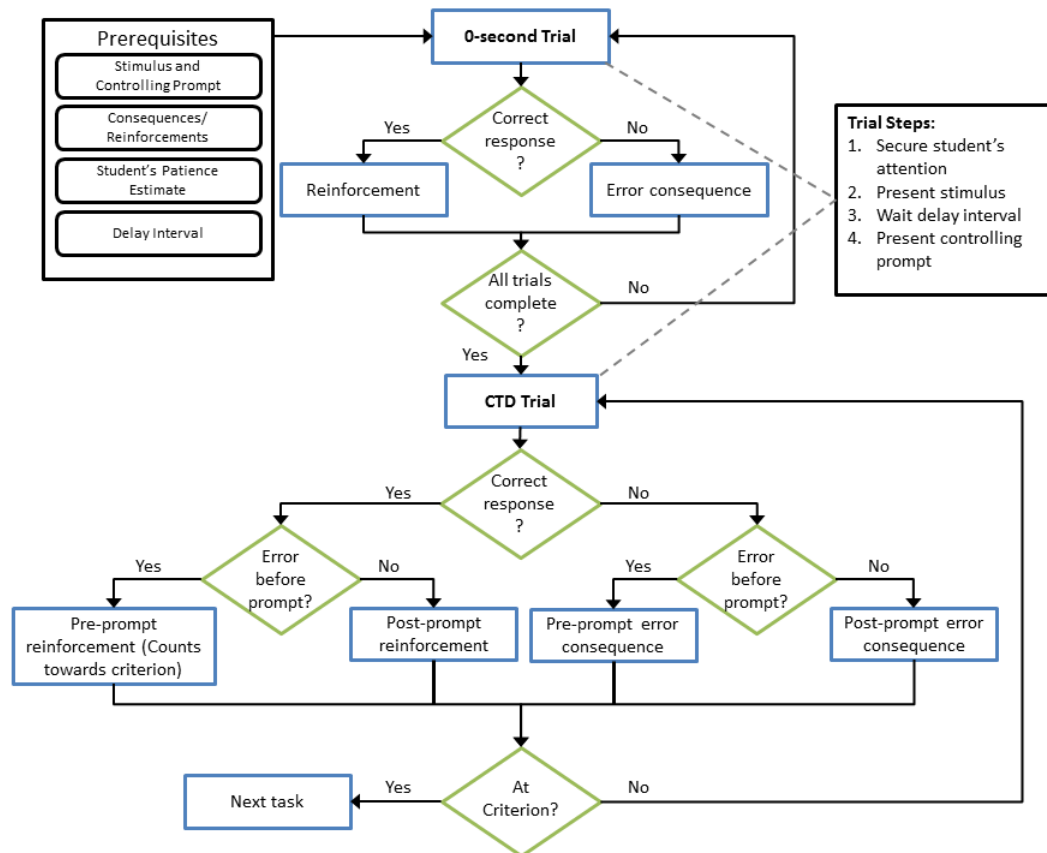 Prerequisites
Stimulus and
Controlling Prompt
Consequences/
Reinforcements
Student's Patience
Estimate
Delay Interval
0-second Trial
Correct
response
?
Yes
No
Reinforcement
Error consequence
All trials
complete
?
No
Yes
Trial Steps:
1. Secure student's
attention
2. Present stimulus
3. Wait delay interval
4. Present controlling
prompt
CTD Trial
Correct
response
?
Yes
No
Error
before
prompt?
Yes
No
Error
before
prompt?
Yes
No
Pre-prompt
reinforcement (Counts
towards criterion)
Post-prompt
reinforcement
Pre-prompt error
consequence
Post-prompt error
consequence
At
Criterion?
Yes
No
Next task